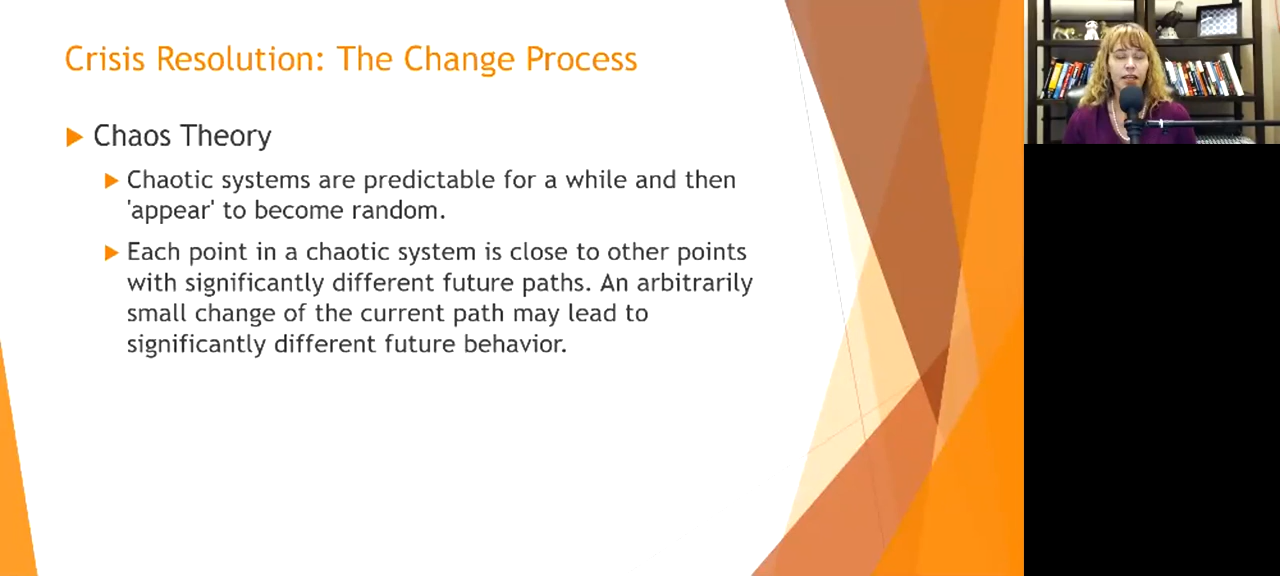 Crisis Resolution: The Change Process
Chaos Theory
Chaotic systems are predictable for a while and then
'appear' to become random.
Each point in a chaotic system is close to other points
with significantly different future paths. An arbitrarily
small change of the current path may lead to
significantly different future behavior.